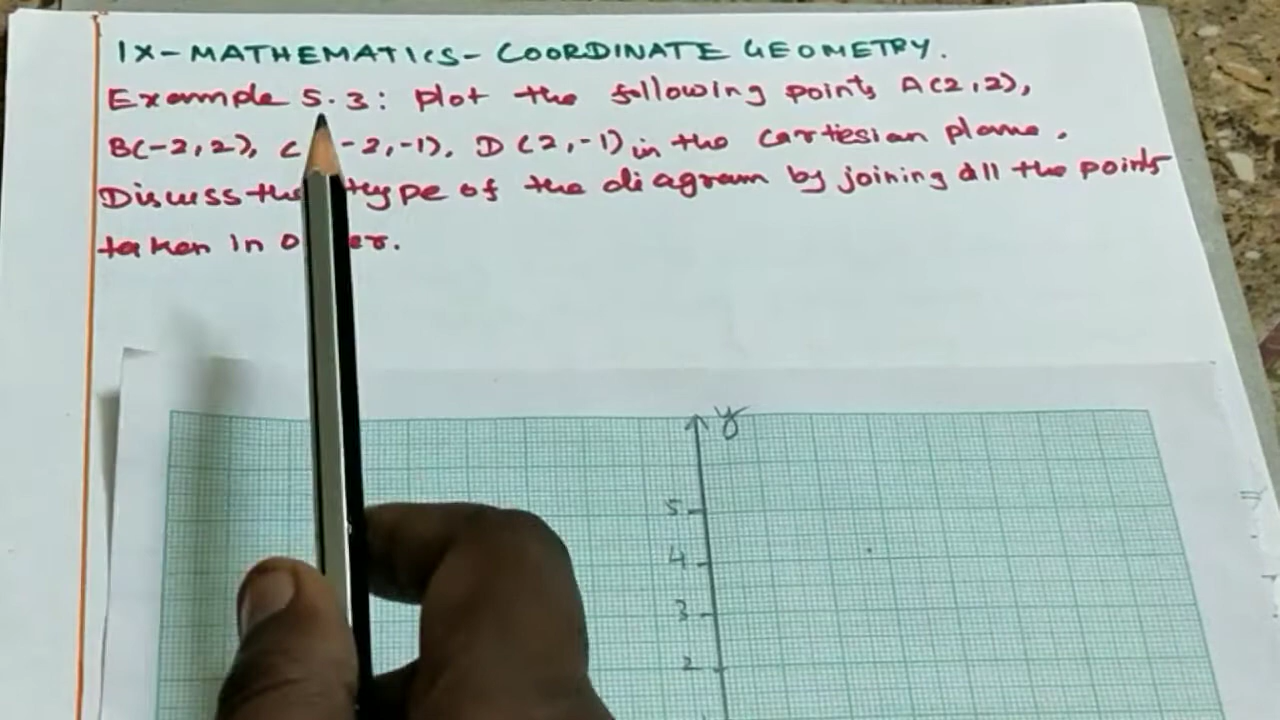 IX-MATHEMATICS-COORDINATE GEOMETRY.
Example 5.3: Plot the following points A(2,2),
B(-2,2), C -2,-1), D(2,-1) in the Cartiesian plane.
Discuss the type of the diagram by joining all the points
taken in
y
5
4
3
2